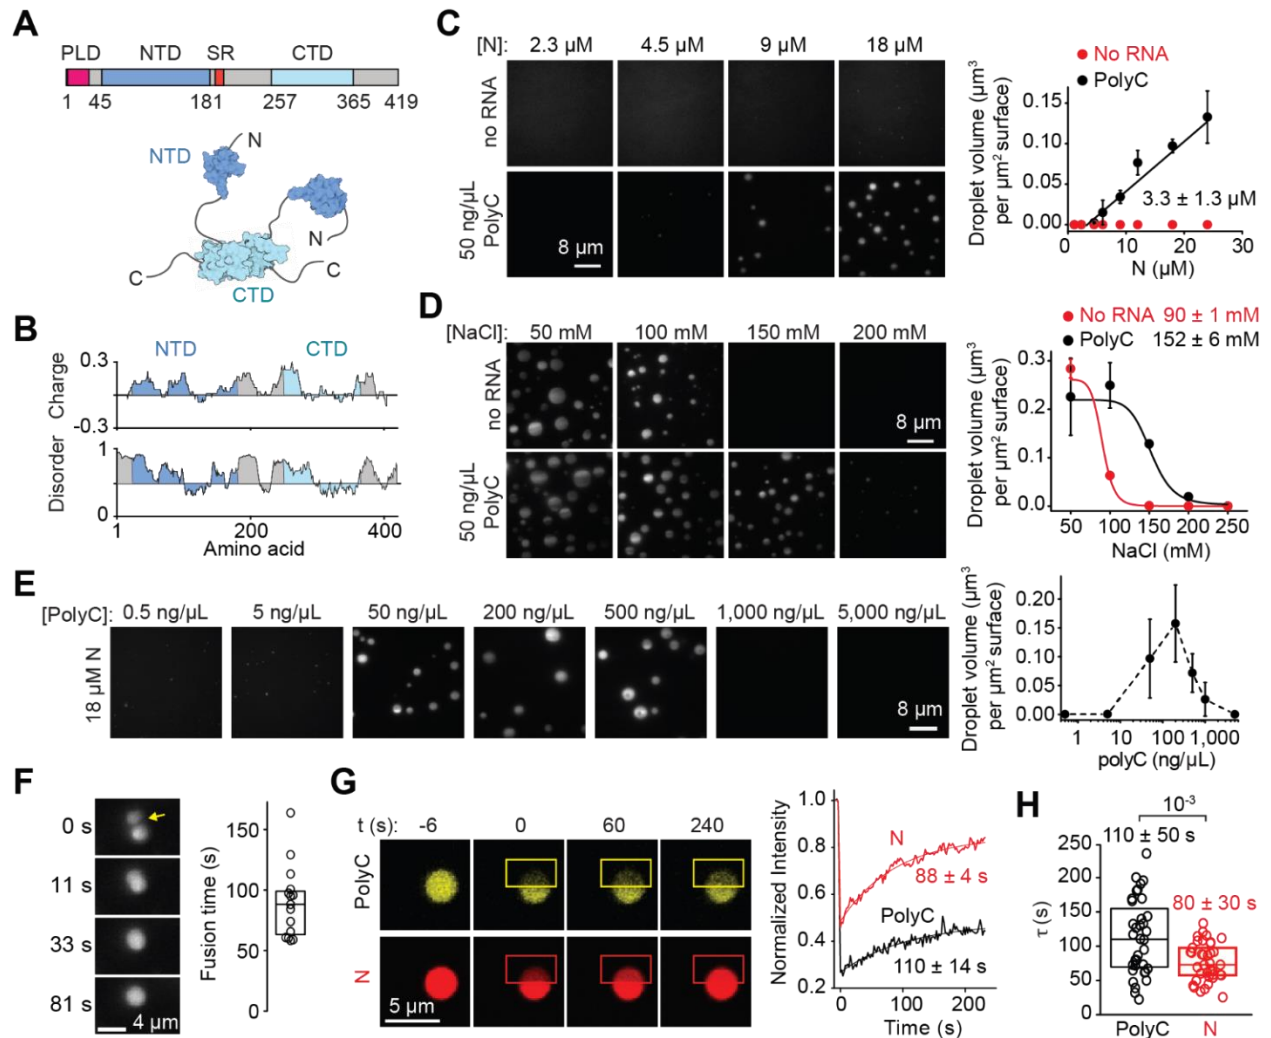 A
PLD NTD SR CTD
1 45 181 257 365 419
N
NTD
N
C
C
CTD
B
NTD CTD
Charge
0.3
-0.3
Disorder
1
0
1 200 400
Amino acid
C
[N]: 2.3 µM 4.5 µM 9 µM 18 µM
no RNA
50 ng/µL
PolyC
8 µm
No RNA
PolyC
Droplet volume (µm³
per µm² surface)
0.15
0.10
0.05
0.00
3.3 ± 1.3 µM
0 10 20 30
N (µM)
D
[NaCl]: 50 mM 100 mM 150 mM 200 mM
no RNA
8 µm
50 ng/µL
PolyC
No RNA 90 ± 1 mM
PolyC 152 ± 6 mM
Droplet volume (µm³
per µm² surface)
0.3
0.2
0.1
0.0
50 100 150 200 250
NaCl (mM)
E
[PolyC]: 0.5 ng/µL 5 ng/µL 50 ng/µL 200 ng/µL 500 ng/µL 1,000 ng/µL 5,000 ng/µL
18 µM N
8 µm
Droplet volume (µm³
per µm² surface)
0.20
0.15
0.10
0.05
0.00
1 10 100 1,000
polyC (ng/µL)
F
0 s
11 s
33 s
81 s
4 µm
Fusion time (s)
150
100
50
0
G
t (s): -6 0 60 240
PolyC
N
5 µm
Normalized Intensity
1.0
0.8
0.6
0.4
0.2
N
88 ± 4 s
PolyC
110 ± 14 s
0 100 200
Time (s)
H
10⁻³
110 ± 50 s
80 ± 30 s
τ (s)
250
200
150
100
50
0
PolyC N